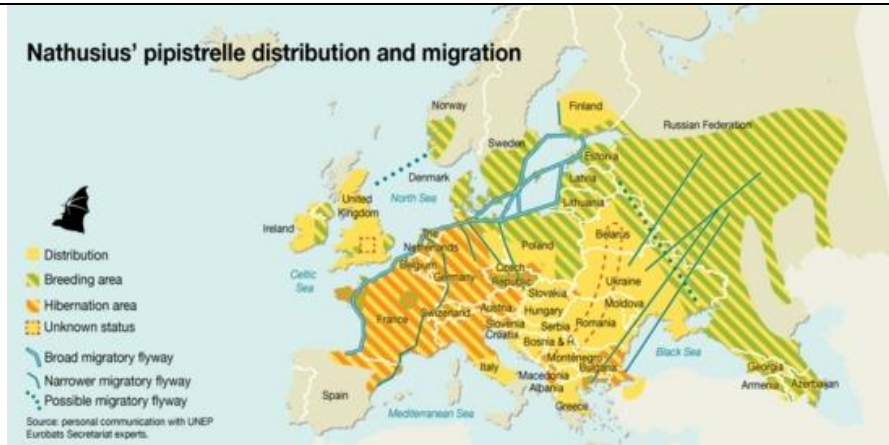 Nathusius' pipistrelle distribution and migration
Norway
Finland
Russian Federation
Sweden
Estonia
Denmark
Latvia
North Sea
Lithuania
United
Kingdom
Ireland
The
Netherlands
Belarus
Poland
Belgium
Germany
Celtic
Sea
Czech
Republic
Ukraine
Slovakia
France
Switzerland
Austria
Hungary
Moldova
Slovenia
Croatia
Serbia
Romania
Bosnia & H.
Montenegro
Bulgaria
Black Sea
Italy
Georgia
Macedonia
Albania
Armenia
Azerbaijan
Spain
Greece
Mediterranean Sea
Distribution
Breeding area
Hibernation area
Unknown status
Broad migratory flyway
Narrower migratory flyway
Possible migratory flyway
Source: personal communication with UNEP
Eurobats Secretariat experts.